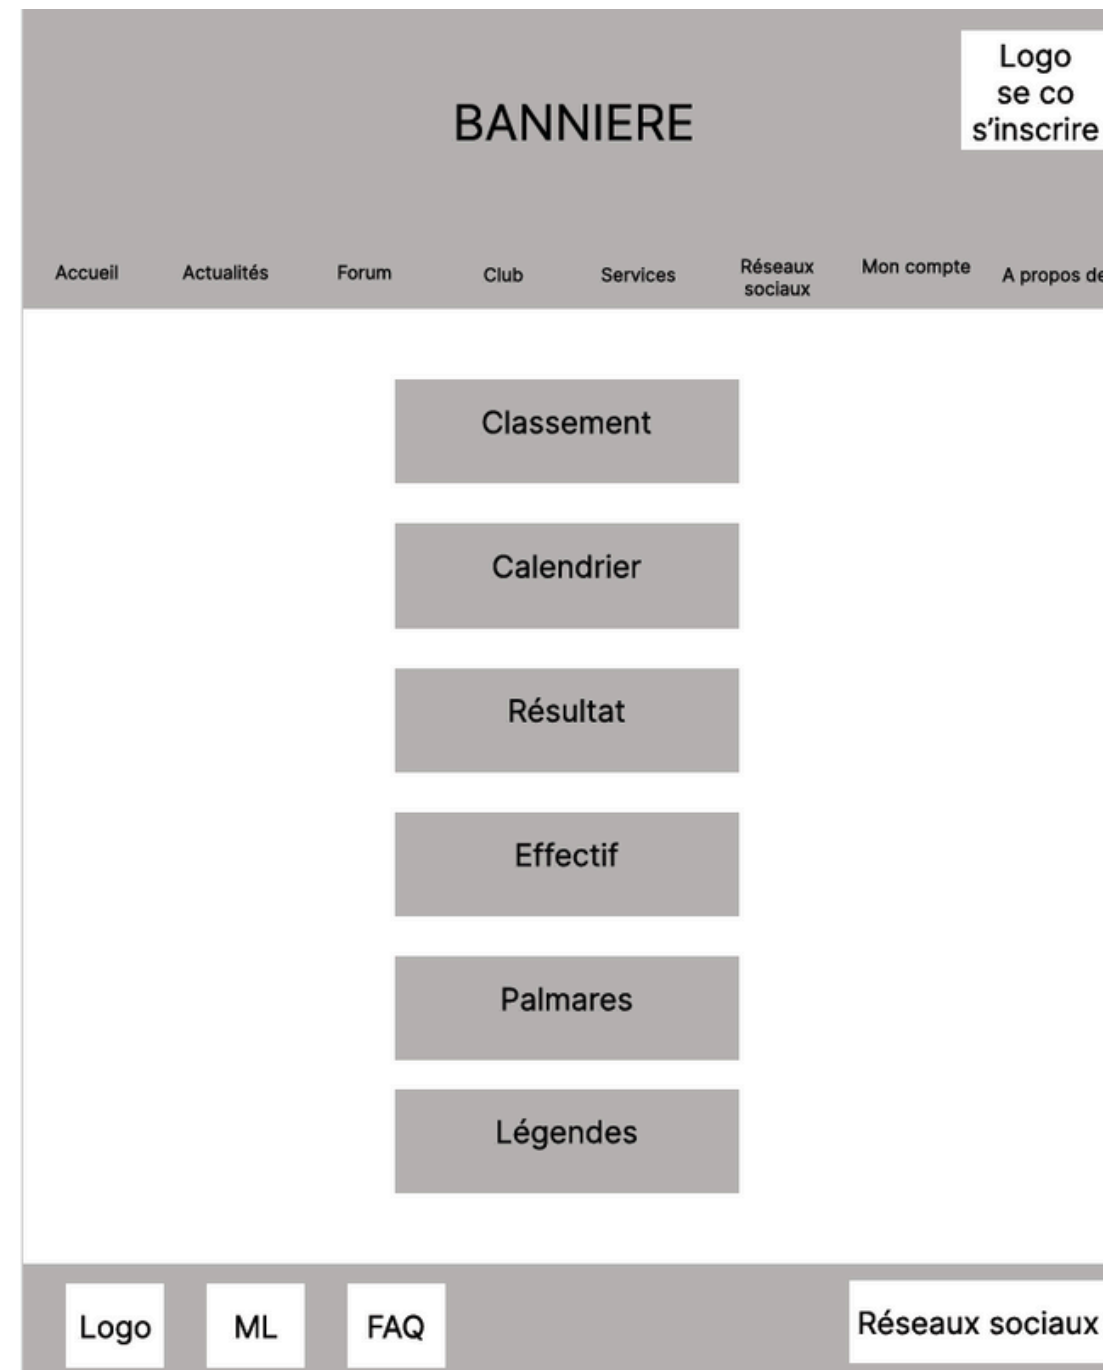 Logo
se co
s'inscrire
BANNIERE
Accueil
Actualités
Forum
Club
Services
Réseaux
sociaux
Mon compte
A propos de
Classement
Calendrier
Résultat
Effectif
Palmares
Légendes
Logo
ML
FAQ
Réseaux sociaux